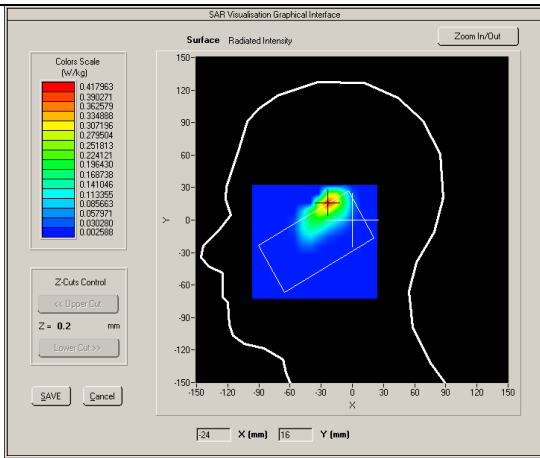 SAR Visualisation Graphical Interface
Surface Radiated Intensity
Zoom In/Out
Colors Scale
(W/kg)
0.417963
0.390271
0.362579
0.334888
0.307196
0.279504
0.251813
0.224121
0.196430
0.168738
0.141046
0.113355
0.085663
0.057971
0.030280
0.002588
150
120
90
60
30
0
-30
-60
-90
-120
-150
Y
-150 -120 -90 -60 -30 0 30 60 90 120 150
X
Z-Cuts Control
<< Upper Cut
Z = 0.2 mm
Lower Cut >>
SAVE Cancel
-24 X (mm) 16 Y (mm)